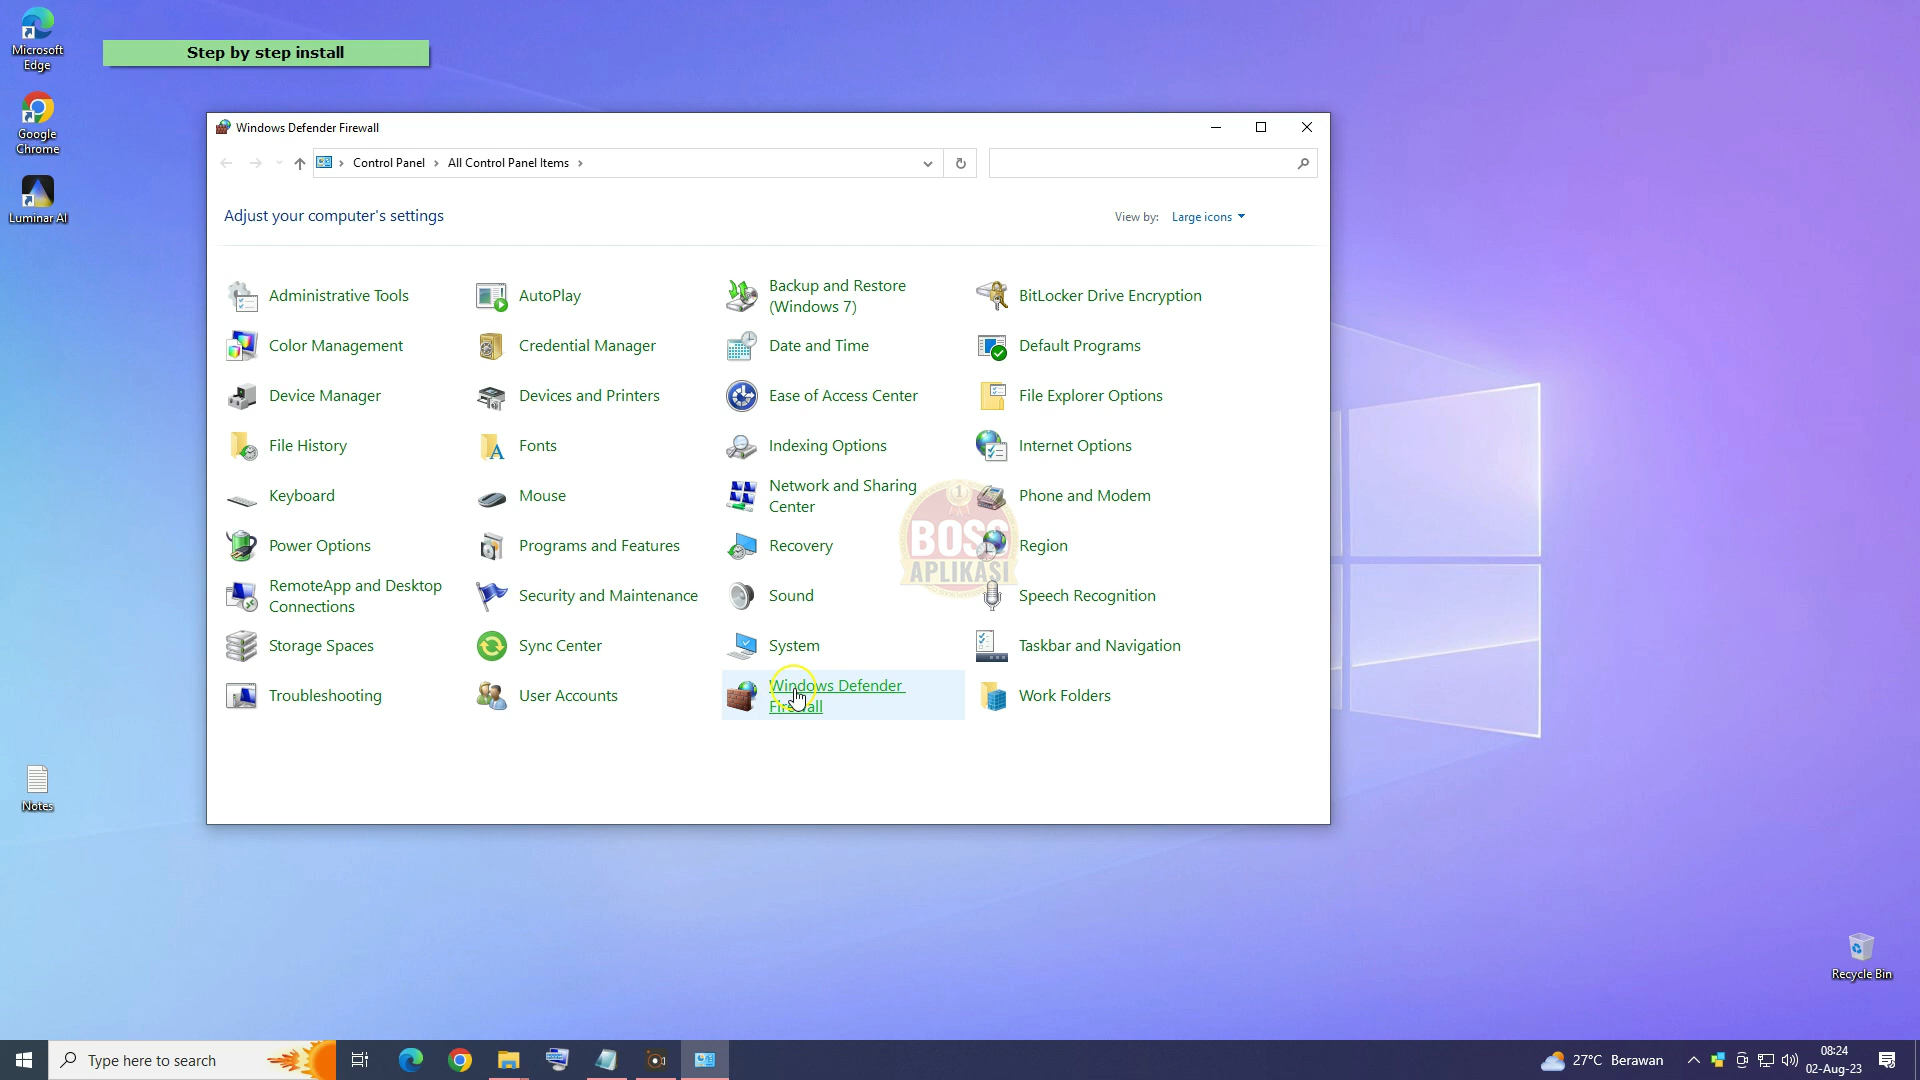 Microsoft
Edge
Step by step install
Google
Chrome
Luminar AI
Windows Defender Firewall
Control Panel
All Control Panel Items
Adjust your computer's settings
View by:
Large icons
Administrative Tools
AutoPlay
Backup and Restore
(Windows 7)
BitLocker Drive Encryption
Color Management
Credential Manager
Date and Time
Default Programs
Device Manager
Devices and Printers
Ease of Access Center
File Explorer Options
File History
Fonts
Indexing Options
Internet Options
Keyboard
Mouse
Network and Sharing
Center
Phone and Modem
Power Options
Programs and Features
Recovery
Region
RemoteApp and Desktop
Connections
Security and Maintenance
Sound
Speech Recognition
Storage Spaces
Sync Center
System
Taskbar and Navigation
Troubleshooting
User Accounts
Windows Defender
Firewall
Work Folders
1
BOSS
APLIKASI
Notes
Recycle Bin
Type here to search
27°C Berawan
08:24
02-Aug-23